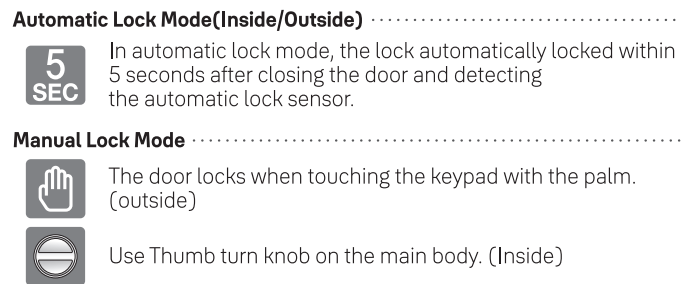 Automatic Lock Mode(Inside/Outside)
5
SEC
In automatic lock mode, the lock automatically locked within
5 seconds after closing the door and detecting
the automatic lock sensor.
Manual Lock Mode
The door locks when touching the keypad with the palm.
(outside)
Use Thumb turn knob on the main body. (Inside)